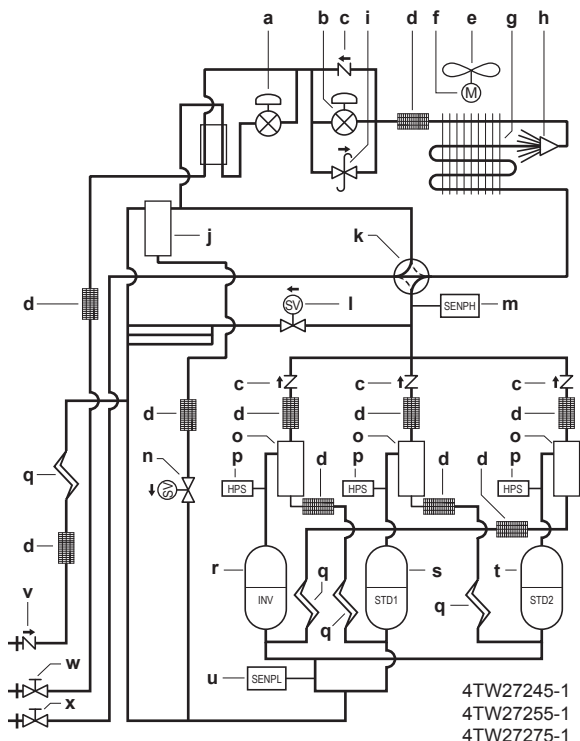 a b c i d f e g h
M
j
k
d
SV
l
SENPH
m
c c c
d d d d
o o o
n
p p p
q
SV
HPS HPS HPS
d d
d
r
INV
q
s
STD1
t
STD2
v
q
q
w
u
SENPL
x
4TW27245-1
4TW27255-1
4TW27275-1